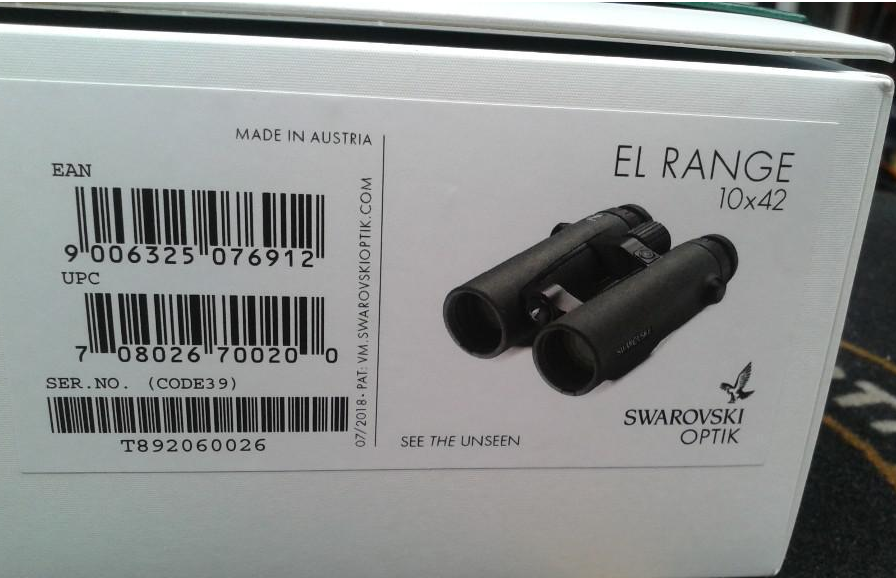 MADE IN AUSTRIA
EAN
9 006325 076912
UPC
7 08026 70020 0
SER.NO. (CODE39)
T892060026
07/2018 • PAT: VM.SWAROVSKIOPTIK.COM
EL RANGE
10x42
SWAROVSKI
SEE THE UNSEEN
SWAROVSKI
OPTIK